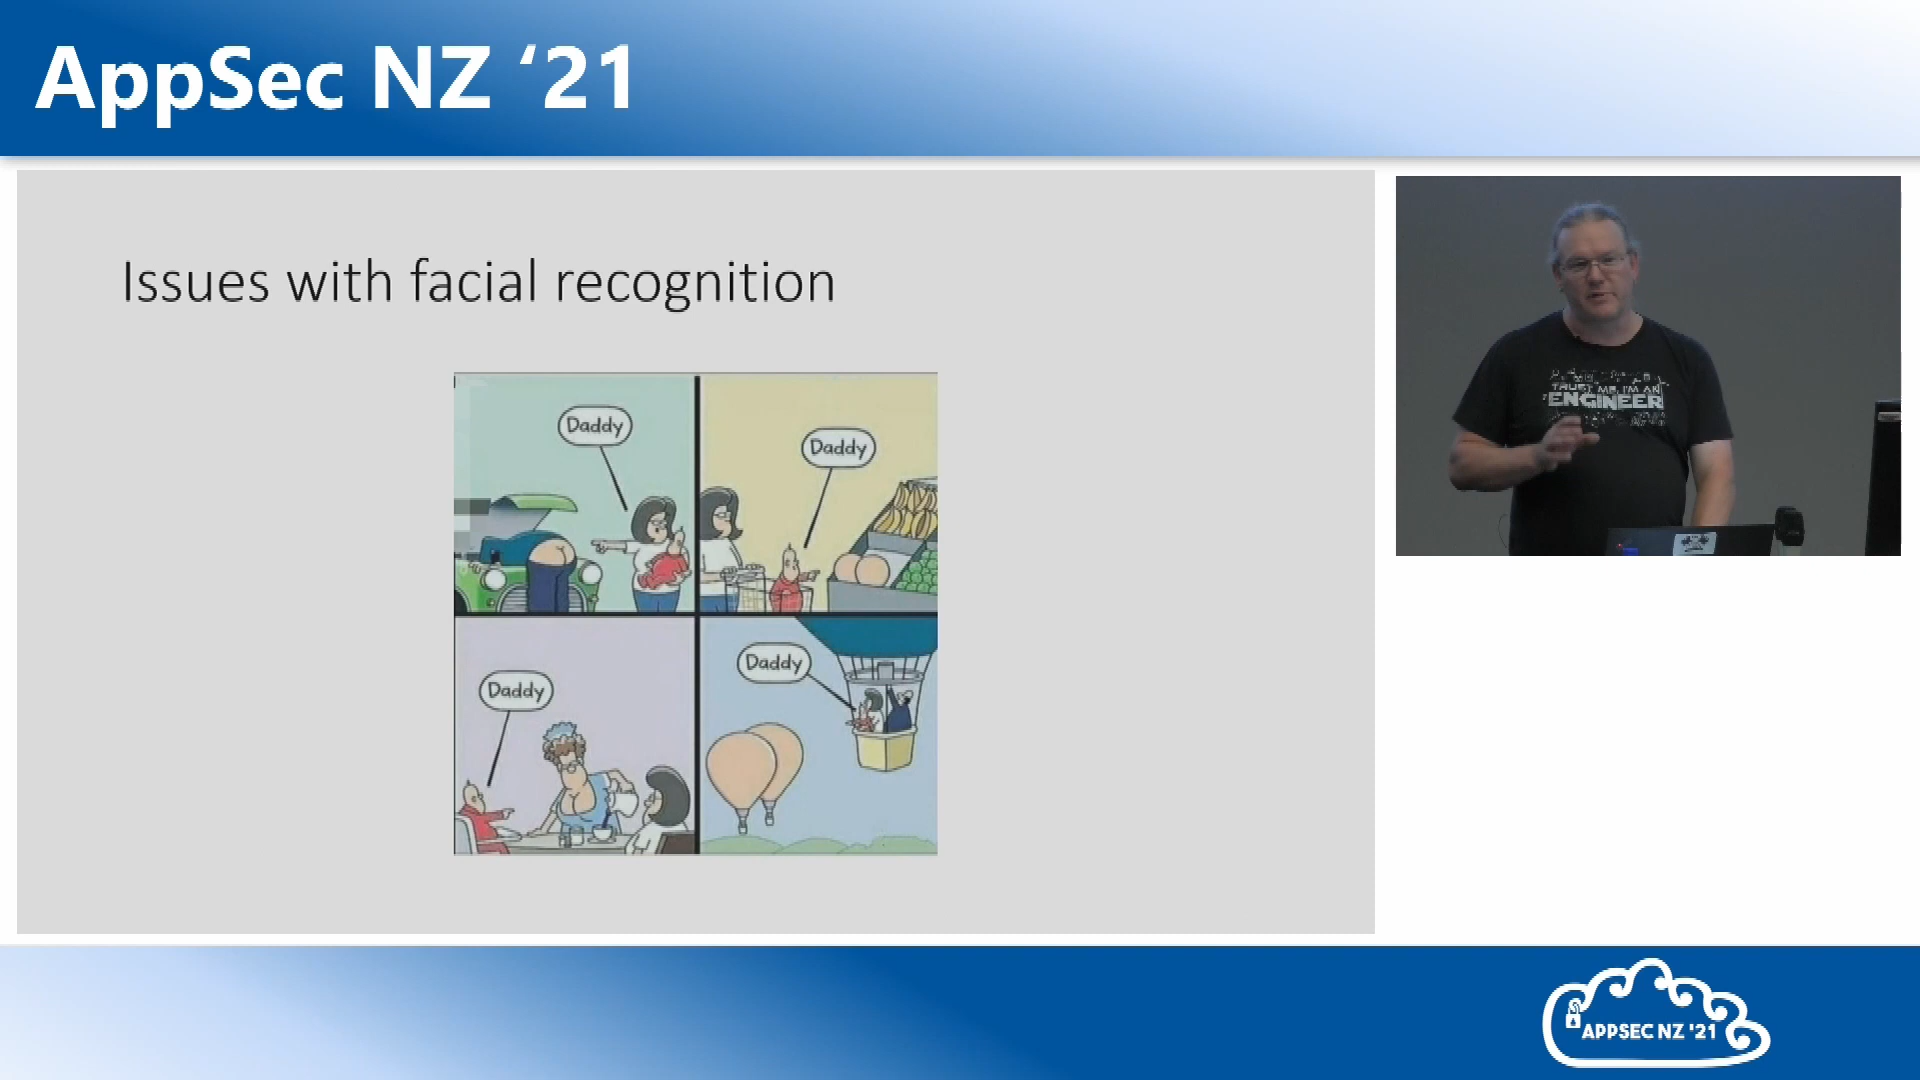 AppSec NZ ‘21
Issues with facial recognition
Daddy
Daddy
Daddy
Daddy
TRUST ME, I'M AN
ENGINEER
APPSEC NZ '21